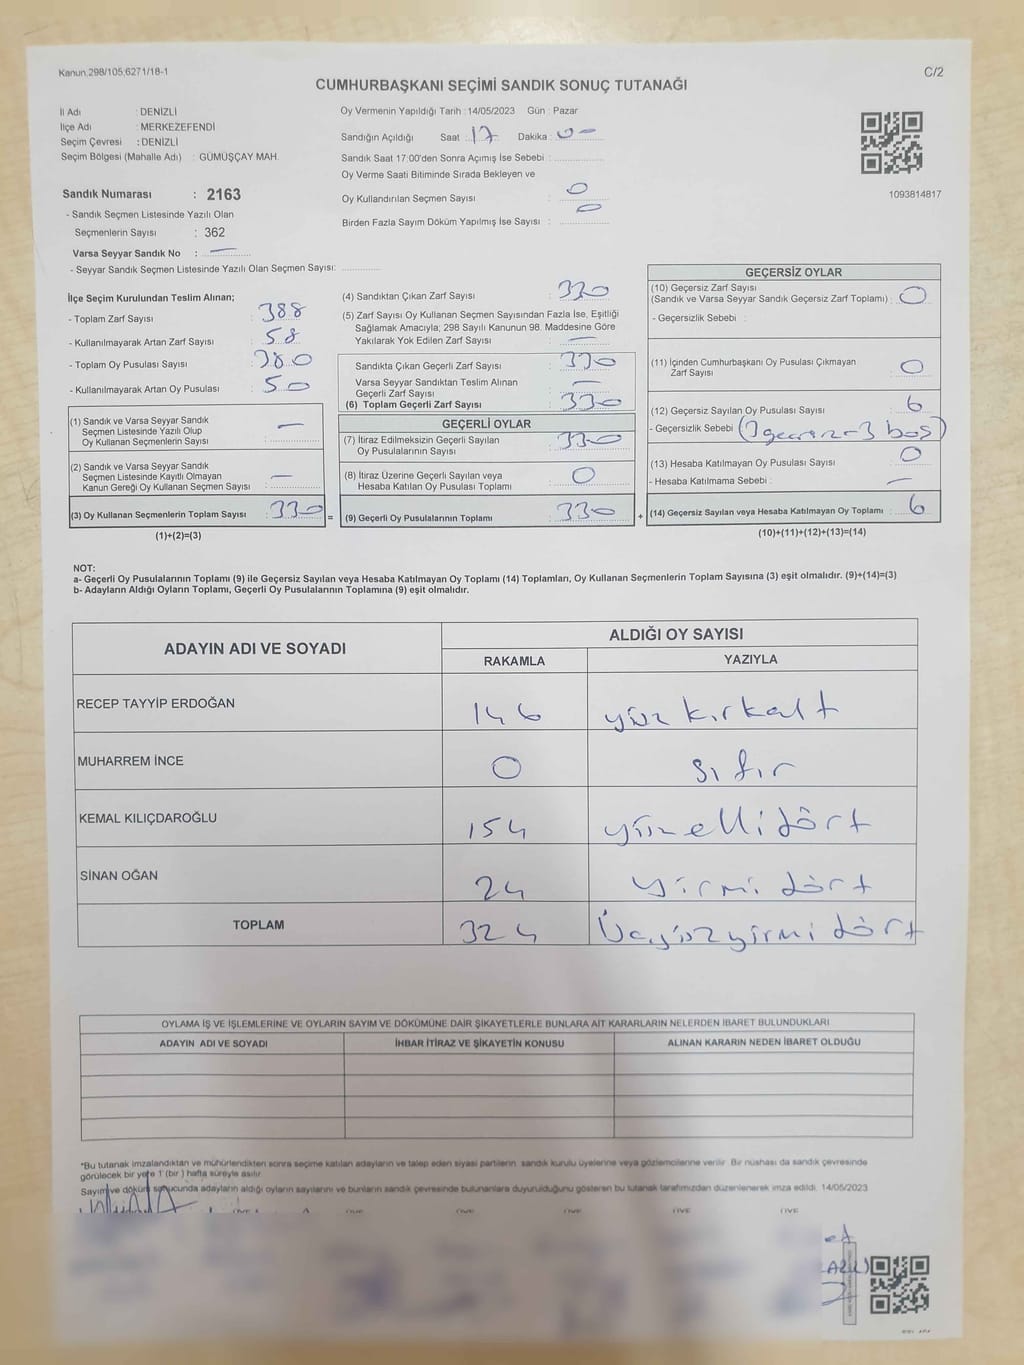 Kanun.298/105.6271/18-1
C/2
CUMHURBAŞKANI SEÇİMİ SANDIK SONUÇ TUTANAĞI
İl Adı : DENİZLİ
İlçe Adı : MERKEZEFENDİ
Seçim Çevresi : DENİZLİ
Seçim Bölgesi (Mahalle Adı) : GÜMÜŞÇAY MAH.
Sandık Numarası : 2163
- Sandık Seçmen Listesinde Yazılı Olan
Seçmenlerin Sayısı : 362
Varsa Seyyar Sandık No : —
- Seyyar Sandık Seçmen Listesinde Yazılı Olan Seçmen Sayısı:
Oy Vermenin Yapıldığı Tarih : 14/05/2023 Gün : Pazar
Sandığın Açıldığı Saat : 17 Dakika : 00
Sandık Saat 17:00'den Sonra Açımış İse Sebebi :
Oy Verme Saati Bitiminde Sırada Bekleyen ve
Oy Kullandırılan Seçmen Sayısı : 0
Birden Fazla Sayım Döküm Yapılmış İse Sayısı : 0
1093814817
İlçe Seçim Kurulundan Teslim Alınan;
- Toplam Zarf Sayısı : 388
- Kullanılmayarak Artan Zarf Sayısı : 58
- Toplam Oy Pusulası Sayısı : 380
- Kullanılmayarak Artan Oy Pusulası : 50
(1) Sandık ve Varsa Seyyar Sandık
Seçmen Listesinde Yazılı Olup
Oy Kullanan Seçmenlerin Sayısı : —
(2) Sandık ve Varsa Seyyar Sandık
Seçmen Listesinde Kayıtlı Olmayan
Kanun Gereği Oy Kullanan Seçmen Sayısı : —
(3) Oy Kullanan Seçmenlerin Toplam Sayısı : 330
(1)+(2)=(3)
(4) Sandıktan Çıkan Zarf Sayısı : 330
(5) Zarf Sayısı Oy Kullanan Seçmen Sayısından Fazla İse, Eşitliği
Sağlamak Amacıyla; 298 Sayılı Kanunun 98. Maddesine Göre
Yakılarak Yok Edilen Zarf Sayısı : —
Sandıkta Çıkan Geçerli Zarf Sayısı : 330
Varsa Seyyar Sandıktan Teslim Alınan
Geçerli Zarf Sayısı : —
(6) Toplam Geçerli Zarf Sayısı : 330
GEÇERLİ OYLAR
(7) İtiraz Edilmeksizin Geçerli Sayılan
Oy Pusulalarının Sayısı : 330
(8) İtiraz Üzerine Geçerli Sayılan veya
Hesaba Katılan Oy Pusulası Toplamı : 0
= (9) Geçerli Oy Pusulalarının Toplamı : 330
GEÇERSİZ OYLAR
(10) Geçersiz Zarf Sayısı
(Sandık ve Varsa Seyyar Sandık Geçersiz Zarf Toplamı) : 0
- Geçersizlik Sebebi :
(11) İçinden Cumhurbaşkanı Oy Pusulası Çıkmayan
Zarf Sayısı : 0
(12) Geçersiz Sayılan Oy Pusulası Sayısı : 6
- Geçersizlik Sebebi (3 geçersiz-3 boş)
(13) Hesaba Katılmayan Oy Pusulası Sayısı : 0
- Hesaba Katılmama Sebebi : —
+ (14) Geçersiz Sayılan veya Hesaba Katılmayan Oy Toplamı : 6
(10)+(11)+(12)+(13)=(14)
NOT:
a- Geçerli Oy Pusulalarının Toplamı (9) ile Geçersiz Sayılan veya Hesaba Katılmayan Oy Toplamı (14) Toplamları, Oy Kullanan Seçmenlerin Toplam Sayısına (3) eşit olmalıdır. (9)+(14)=(3)
b- Adayların Aldığı Oyların Toplamı, Geçerli Oy Pusulalarının Toplamına (9) eşit olmalıdır.
ADAYIN ADI VE SOYADI
ALDIĞI OY SAYISI
RAKAMLA YAZIYLA
RECEP TAYYİP ERDOĞAN 146 yüz kırkaltı
MUHARREM İNCE 0 sıfır
KEMAL KILIÇDAROĞLU 154 yüzellidört
SİNAN OĞAN 24 yirmi dört
TOPLAM 324 Üçyüzyirmi dört
OYLAMA İŞ VE İŞLEMLERİNE VE OYLARIN SAYIM VE DÖKÜMÜNE DAİR ŞİKAYETLERLE BUNLARA AİT KARARLARIN NELERDEN İBARET BULUNDUKLARI
ADAYIN ADI VE SOYADI İHBAR İTİRAZ VE ŞİKAYETİN KONUSU ALINAN KARARIN NEDEN İBARET OLDUĞU
*Bu tutanak imzalandıktan ve mühürlendikten sonra seçime katılan adayların ve talep eden siyasi partilerin sandık kurulu üyelerine veya gözlemcilerine verilir. Bir nüshası da sandık çevresinde
görülecek bir yere 1 (bir) hafta süreyle asılır.
Sayım ve döküm sonucunda adayların aldığı oyların sayılarını ve bunların sandık çevresinde bulunanlara duyurulduğunu gösteren bu tutanak tarafımızdan düzenlenerek imza edildi. 14/05/2023